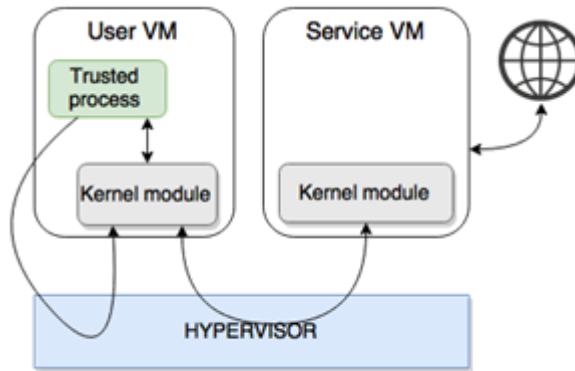 User VM
Service VM
Trusted
process
Kernel module
Kernel module
HYPERVISOR